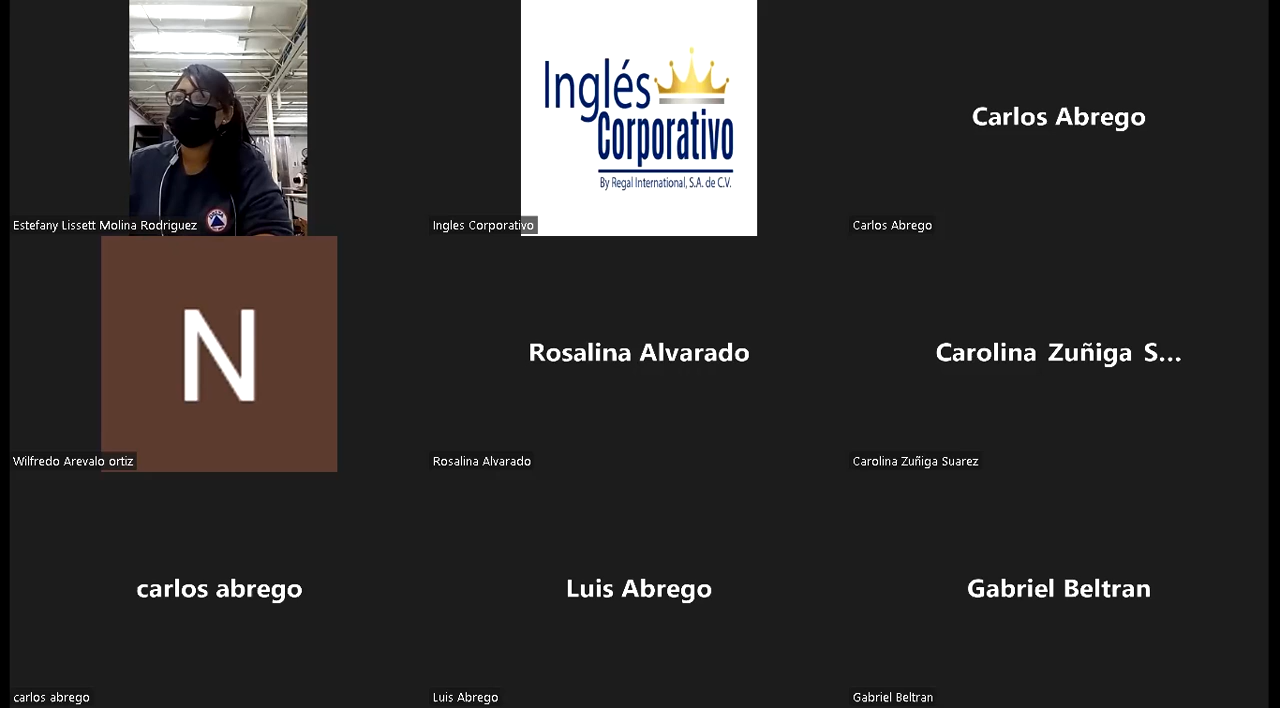 Inglés
Corporativo
By Regal International, S.A. de C.V.
Carlos Abrego
Estefany Lissett Molina Rodriguez
Ingles Corporativo
Carlos Abrego
N
Rosalina Alvarado
Carolina Zuñiga S...
Wilfredo Arevalo ortiz
Rosalina Alvarado
Carolina Zuñiga Suarez
carlos abrego
Luis Abrego
Gabriel Beltran
carlos abrego
Luis Abrego
Gabriel Beltran